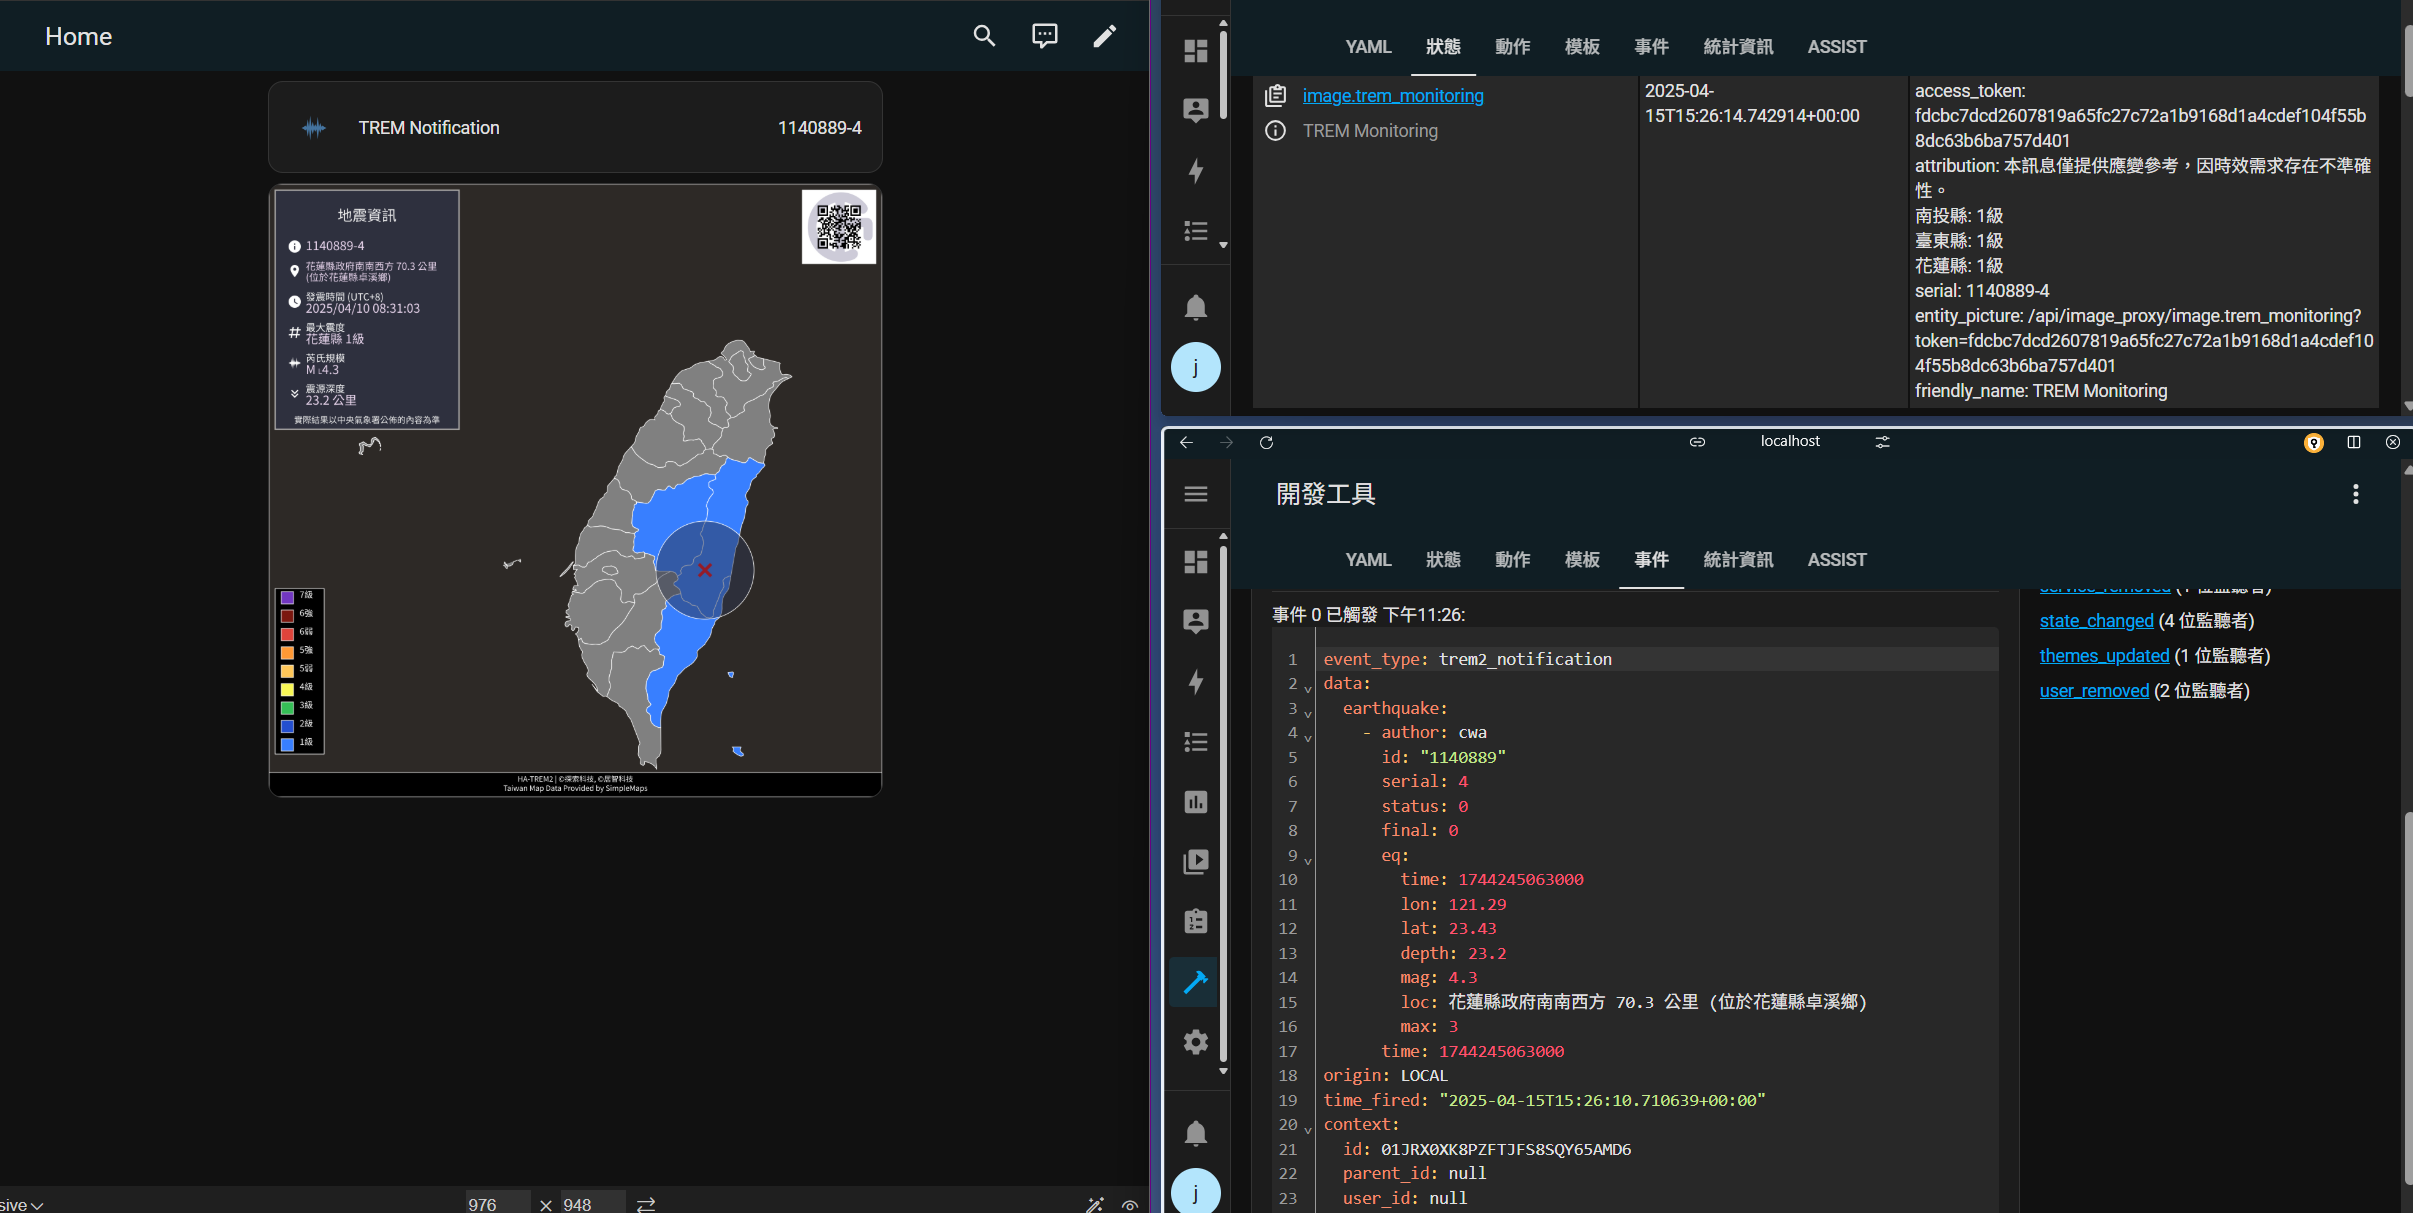 Home
TREM Notification
1140889-4
地震資訊
1140889-4
花蓮縣政府南南西方 70.3 公里
(位於花蓮縣卓溪鄉)
發震時間 (UTC+8)
2025/04/10 08:31:03
最大震度
花蓮縣 1級
芮氏規模
M L4.3
震源深度
23.2 公里
實際結果以中央氣象署公佈的內容為準
7級
6強
6弱
5強
5弱
4級
3級
2級
1級
HA-TREM2 | ©探索科技, ©居智科技
Taiwan Map Data Provided by SimpleMaps
sive
976 × 948
YAML 狀態 動作 模板 事件 統計資訊 ASSIST
image.trem_monitoring
TREM Monitoring
2025-04-
15T15:26:14.742914+00:00
access_token:
fdcbc7dcd2607819a65fc27c72a1b9168d1a4cdef104f55b
8dc63b6ba757d401
attribution: 本訊息僅提供應變參考，因時效需求存在不準確
性。
南投縣: 1級
臺東縣: 1級
花蓮縣: 1級
serial: 1140889-4
entity_picture: /api/image_proxy/image.trem_monitoring?
token=fdcbc7dcd2607819a65fc27c72a1b9168d1a4cdef10
4f55b8dc63b6ba757d401
friendly_name: TREM Monitoring
j
localhost
開發工具
YAML 狀態 動作 模板 事件 統計資訊 ASSIST
事件 0 已觸發 下午11:26:
1 event_type: trem2_notification
2 data:
3 earthquake:
4 - author: cwa
5 id: "1140889"
6 serial: 4
7 status: 0
8 final: 0
9 eq:
10 time: 1744245063000
11 lon: 121.29
12 lat: 23.43
13 depth: 23.2
14 mag: 4.3
15 loc: 花蓮縣政府南南西方 70.3 公里 (位於花蓮縣卓溪鄉)
16 max: 3
17 time: 1744245063000
18 origin: LOCAL
19 time_fired: "2025-04-15T15:26:10.710639+00:00"
20 context:
21 id: 01JRX0XK8PZFTJFS8SQY65AMD6
22 parent_id: null
23 user_id: null
service_removed (1 位監聽者)
state_changed (4 位監聽者)
themes_updated (1 位監聽者)
user_removed (2 位監聽者)
j